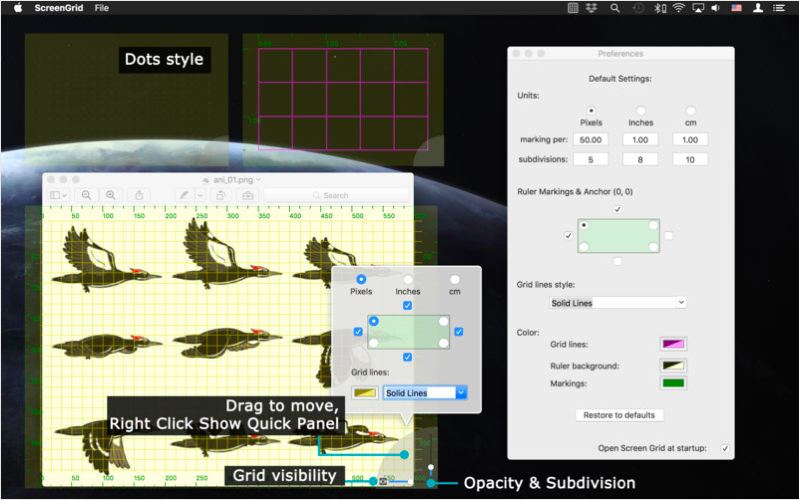 ScreenGrid File
Dots style
Preferences
Default Settings:
Units:
Pixels Inches cm
marking per: 50.00 1.00 1.00
subdivisions: 5 8 10
Ruler Markings & Anchor (0, 0)
Grid lines style:
Solid Lines
Color:
Grid lines:
Ruler background:
Markings:
Restore to defaults
Open Screen Grid at startup:
ani_01.png
Search
50 100 150 200 250 300 350 400 450 500 550
Pixels Inches cm
Grid lines:
Solid Lines
Drag to move,
Right Click Show Quick Panel
Grid visibility
Opacity & Subdivision
50 100 150 200 250 300